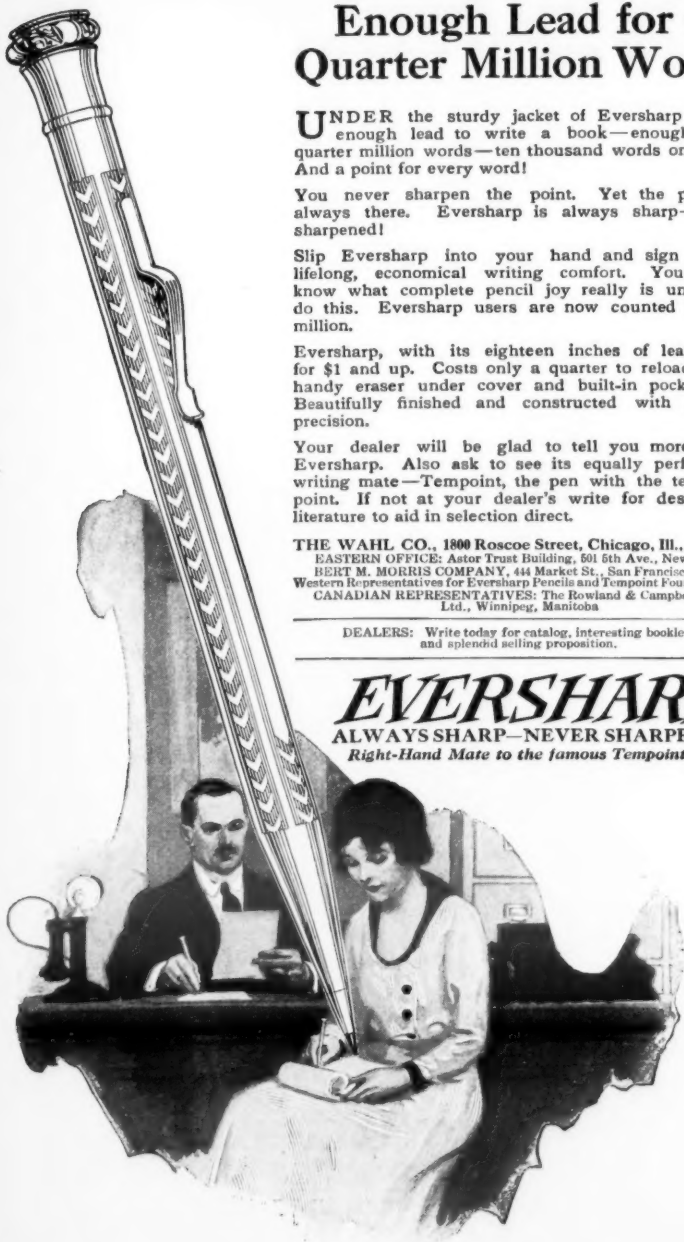 Enough Lead for
Quarter Million Wo
UNDER the sturdy jacket of Eversharp
enough lead to write a book—enough
quarter million words—ten thousand words or
And a point for every word!
You never sharpen the point. Yet the p
always there. Eversharp is always sharp—
sharpened!
Slip Eversharp into your hand and sign
lifelong, economical writing comfort. You
know what complete pencil joy really is un
do this. Eversharp users are now counted
million.
Eversharp, with its eighteen inches of lea
for $1 and up. Costs only a quarter to reload
handy eraser under cover and built-in pock
Beautifully finished and constructed with
precision.
Your dealer will be glad to tell you more
Eversharp. Also ask to see its equally perf
writing mate—Tempoint, the pen with the te
point. If not at your dealer's write for des
literature to aid in selection direct.
THE WAHL CO., 1800 Roscoe Street, Chicago, Ill.,
EASTERN OFFICE: Astor Trust Building, 501 5th Ave., New
BERT M. MORRIS COMPANY, 444 Market St., San Francisc
Western Representatives for Eversharp Pencils and Tempoint Fou
CANADIAN REPRESENTATIVES: The Rowland & Campbe
Ltd., Winnipeg, Manitoba
DEALERS: Write today for catalog, interesting bookle
and splendid selling proposition.
EVERSHAR
ALWAYS SHARP—NEVER SHARPE
Right-Hand Mate to the famous Tempoint